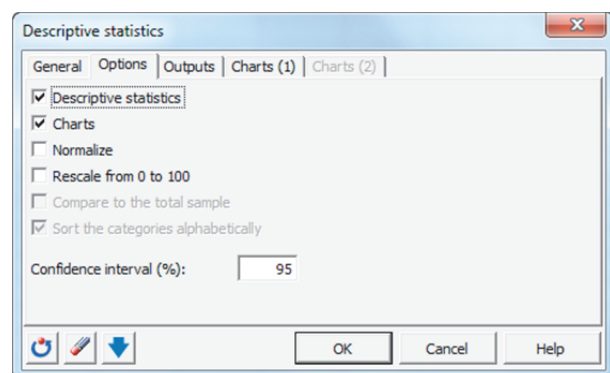 Descriptive statistics
General Options Outputs Charts (1) Charts (2)
Descriptive statistics
Charts
Normalize
Rescale from 0 to 100
Compare to the total sample
Sort the categories alphabetically
Confidence interval (%): 95
OK Cancel Help